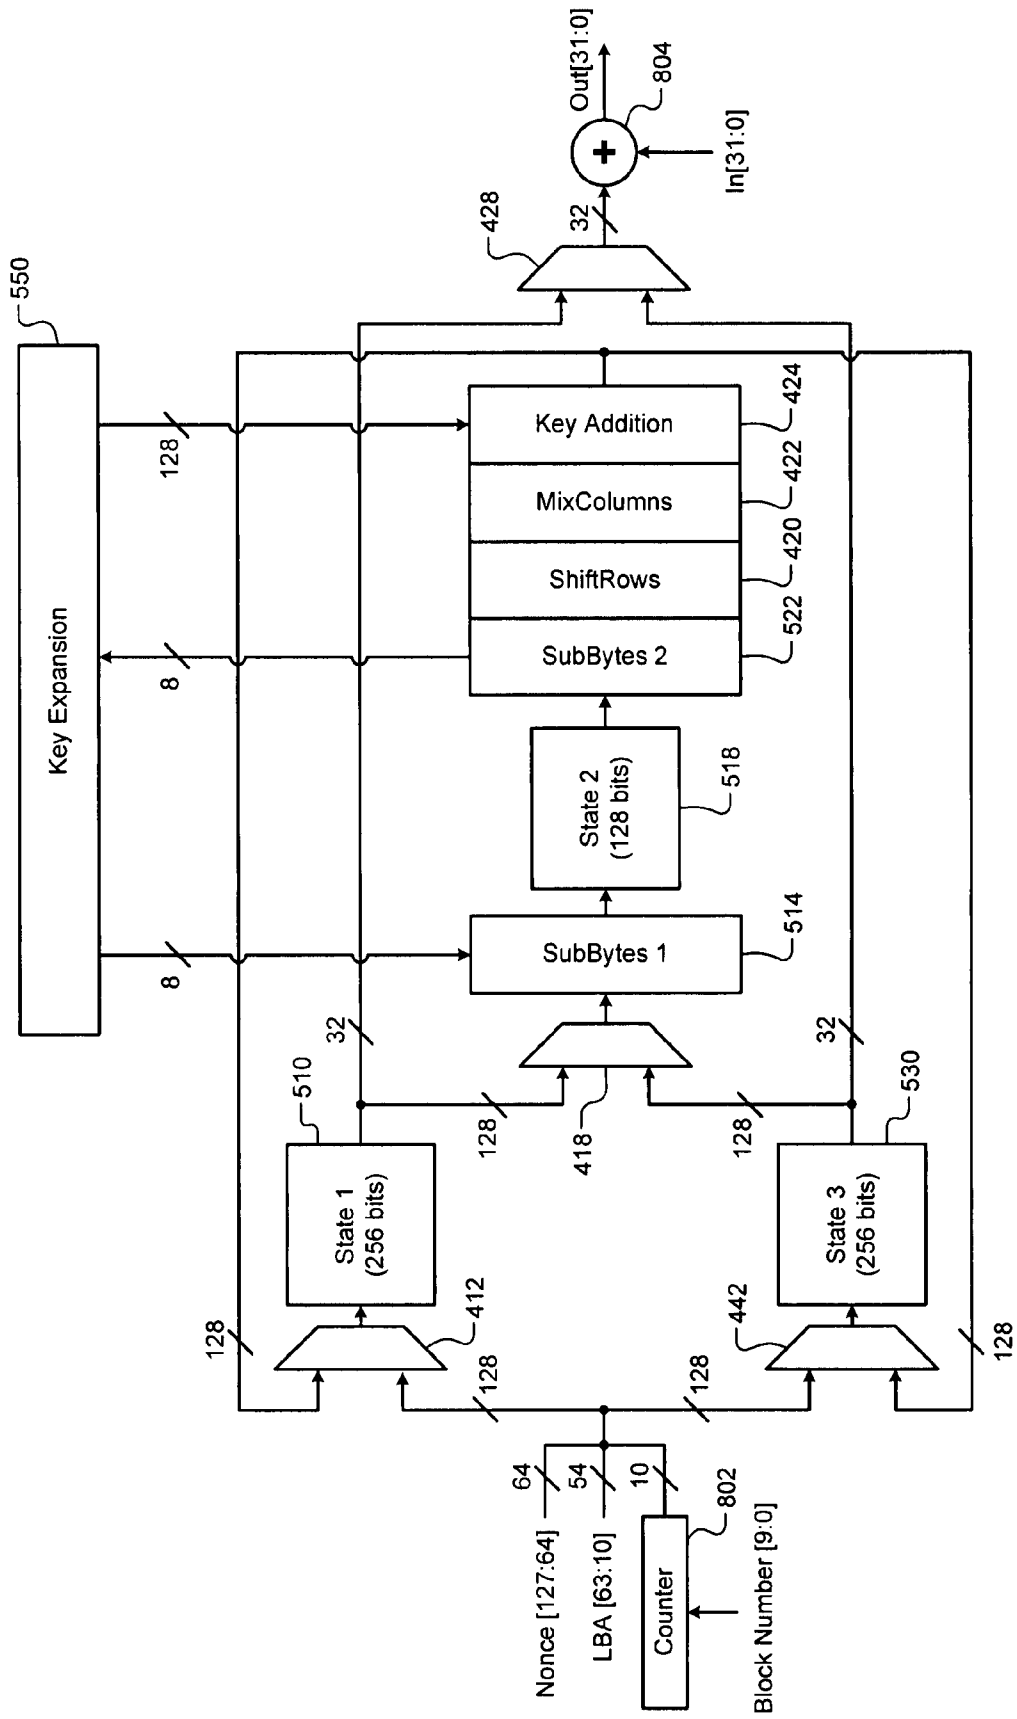 550
Key Expansion
128
8
8
128
510
State 1
(256 bits)
32
412
128
128
418
128
128
Nonce [127:64]
64
LBA [63:10]
54
10
Counter
802
Block Number [9:0]
442
128
State 3
(256 bits)
530
32
SubBytes 1
514
State 2
(128 bits)
518
SubBytes 2
522
ShiftRows
420
MixColumns
422
Key Addition
424
428
32
Out[31:0]
804
In[31:0]